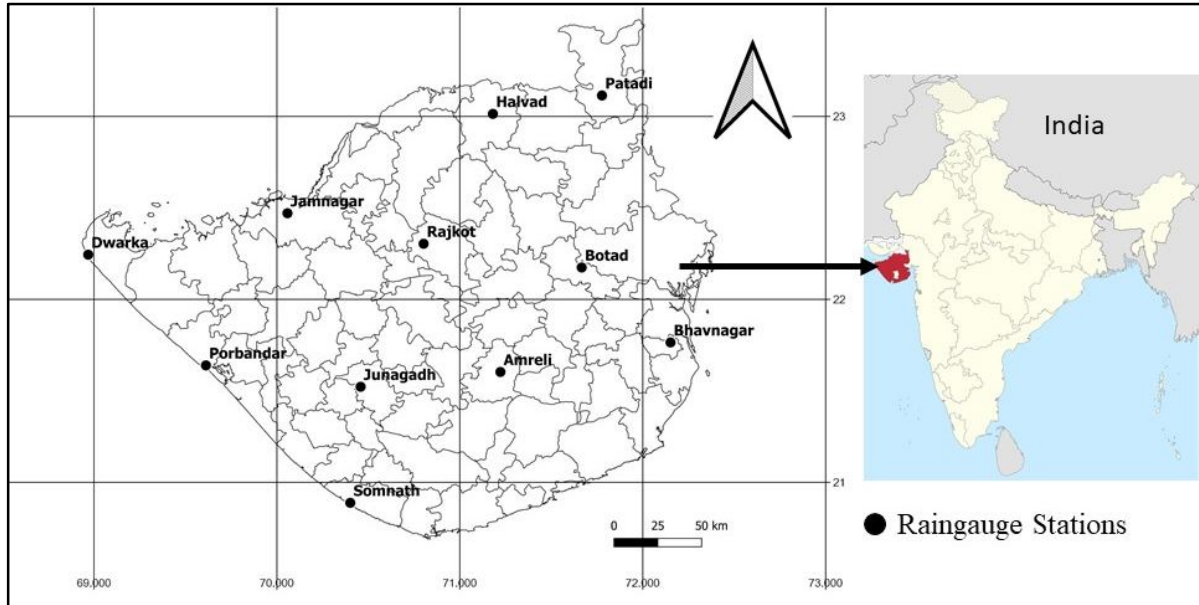 Patadi
Halvad
23
India
Jamnagar
Rajkot
Dwarka
Botad
22
Bhavnagar
Porbandar
Amreli
Junagadh
21
Somnath
0 25 50 km
Raingauge Stations
69,000 70,000 71,000 72,000 73,000